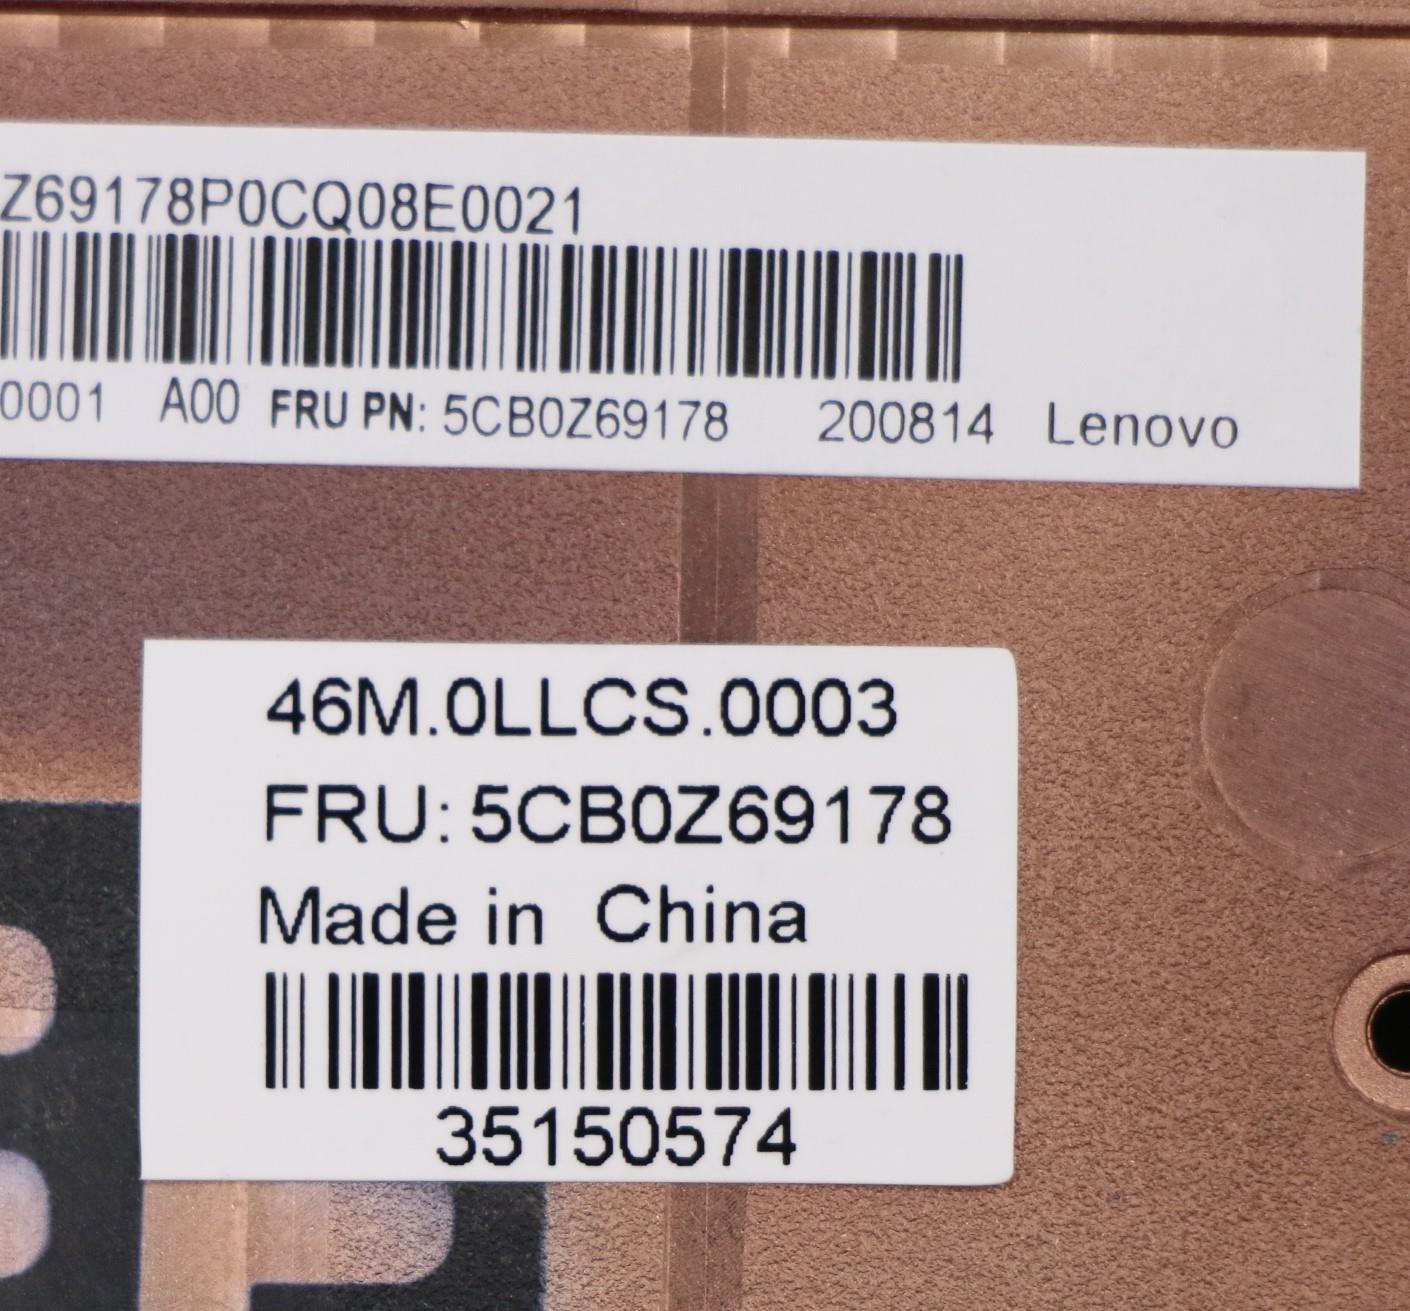 Z69178P0CQ08E0021
0001 A00 FRU PN: 5CB0Z69178 200814 Lenovo
46M.0LLCS.0003
FRU: 5CB0Z69178
Made in China
35150574